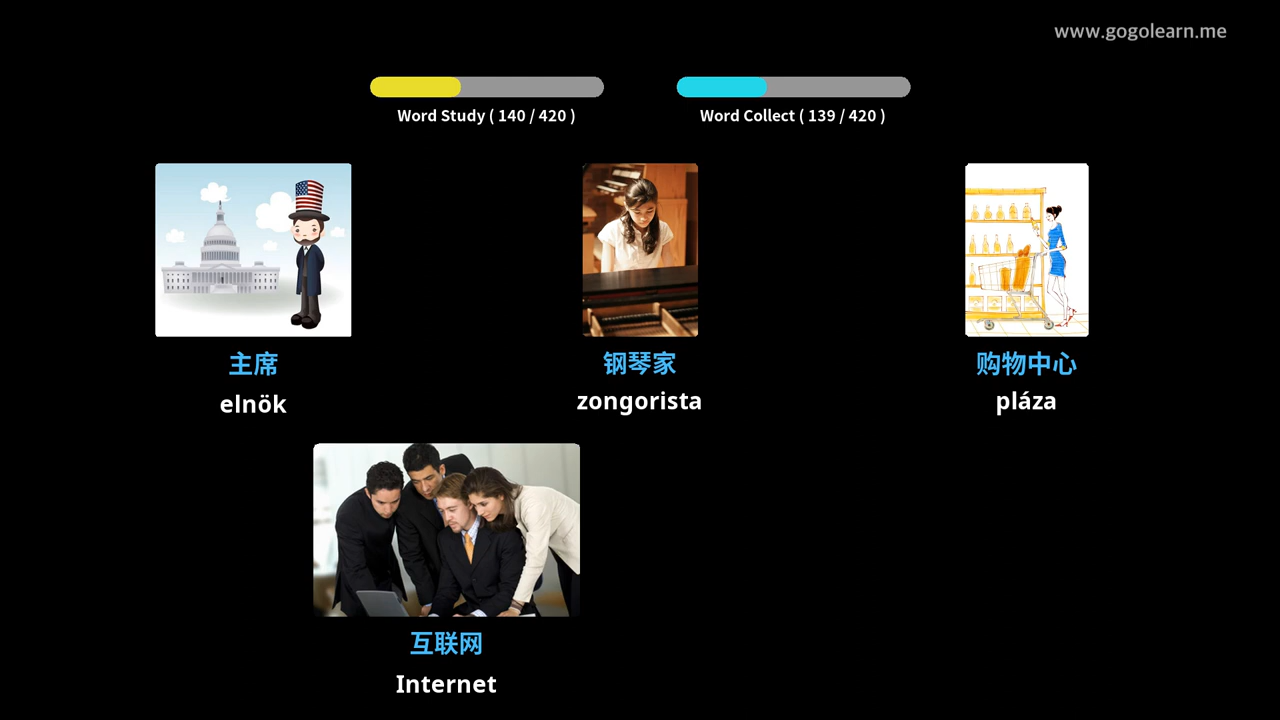 www.gogolearn.me
Word Study ( 140 / 420 )
Word Collect ( 139 / 420 )
主席
elnök
钢琴家
zongorista
购物中心
pláza
互联网
Internet